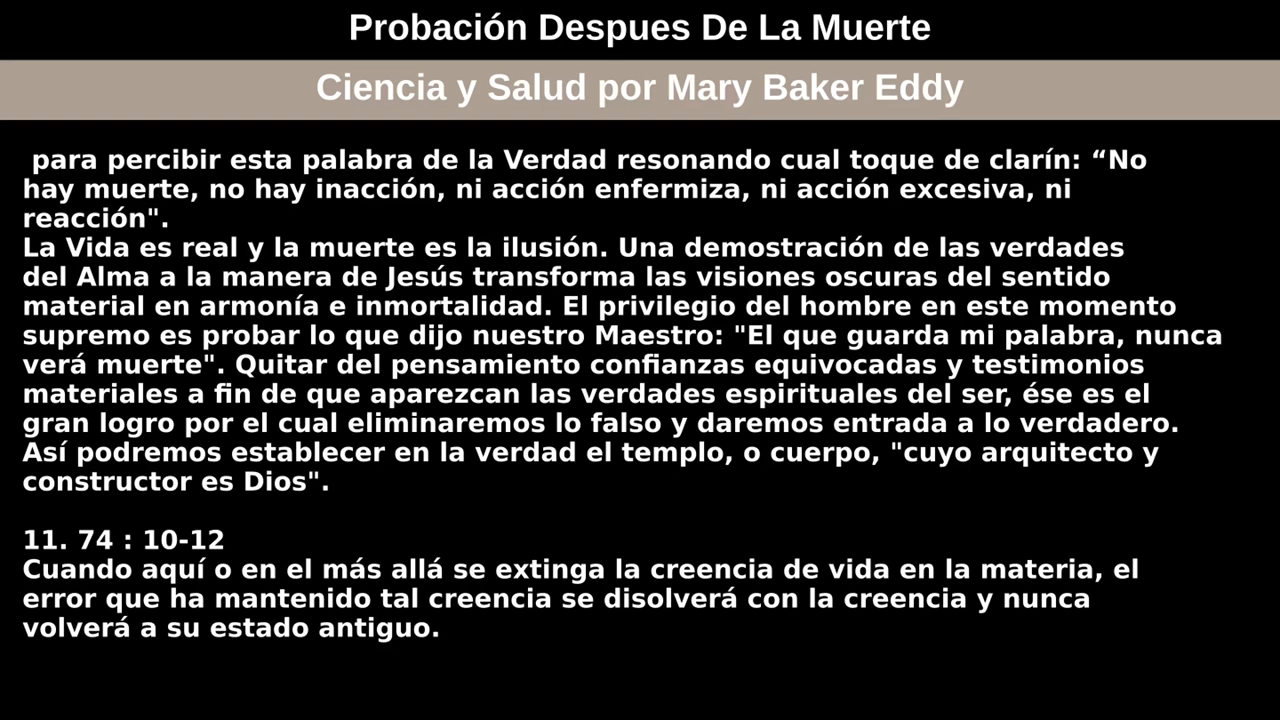 Probación Despues De La Muerte
Ciencia y Salud por Mary Baker Eddy
para percibir esta palabra de la Verdad resonando cual toque de clarín: “No
hay muerte, no hay inacción, ni acción enfermiza, ni acción excesiva, ni
reacción".
La Vida es real y la muerte es la ilusión. Una demostración de las verdades
del Alma a la manera de Jesús transforma las visiones oscuras del sentido
material en armonía e inmortalidad. El privilegio del hombre en este momento
supremo es probar lo que dijo nuestro Maestro: "El que guarda mi palabra, nunca
verá muerte". Quitar del pensamiento confianzas equivocadas y testimonios
materiales a fin de que aparezcan las verdades espirituales del ser, ése es el
gran logro por el cual eliminaremos lo falso y daremos entrada a lo verdadero.
Así podremos establecer en la verdad el templo, o cuerpo, "cuyo arquitecto y
constructor es Dios".
11. 74 : 10-12
Cuando aquí o en el más allá se extinga la creencia de vida en la materia, el
error que ha mantenido tal creencia se disolverá con la creencia y nunca
volverá a su estado antiguo.